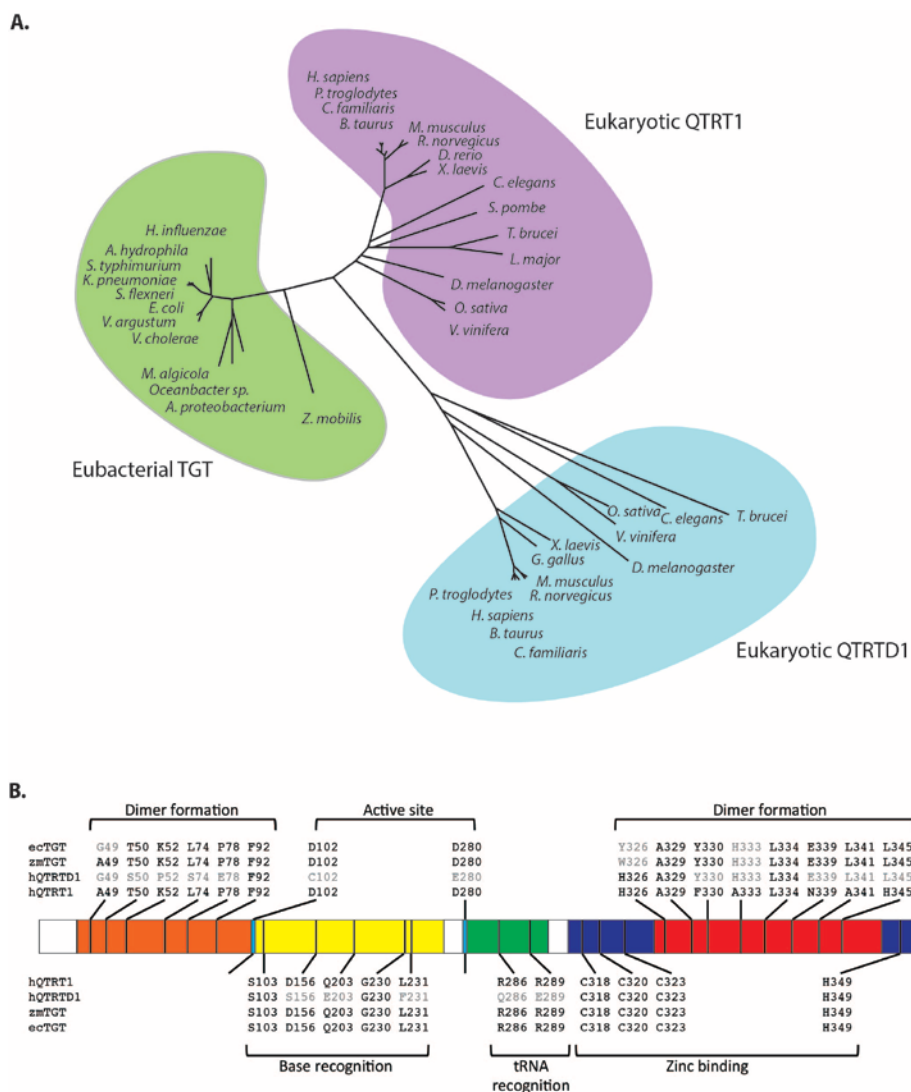 A.
H. sapiens
P. troglodytes
C. familiaris
B. taurus
M. musculus
R. norvegicus
D. rerio
X. laevis
Eukaryotic QTRT1
C. elegans
S. pombe
T. brucei
L. major
D. melanogaster
O. sativa
V. vinifera
H. influenzae
A. hydrophila
S. typhimurium
K. pneumoniae
S. flexneri
E. coli
V. argustum
V. cholerae
M. algicola
Oceanbacter sp.
A. proteobacterium
Z. mobilis
Eubacterial TGT
O. sativa
C. elegans
T. brucei
V. vinifera
X. laevis
G. gallus
D. melanogaster
M. musculus
P. troglodytes
R. norvegicus
H. sapiens
B. taurus
C. familiaris
Eukaryotic QTRTD1
B.
Dimer formation Active site Dimer formation
ecTGT G49 T50 K52 L74 P78 F92 D102 D280 Y326 A329 Y330 H333 L334 E339 L341 L345
zmTGT A49 T50 K52 L74 P78 F92 D102 D280 W326 A329 Y330 H333 L334 E339 L341 L345
hQTRTD1 G49 S50 P52 S74 E78 F92 C102 E280 H326 A329 Y330 H333 L334 E339 L341 L345
hQTRT1 A49 T50 K52 L74 P78 F92 D102 D280 H326 A329 F330 A333 L334 N339 A341 H345
hQTRT1 S103 D156 Q203 G230 L231 R286 R289 C318 C320 C323 H349
hQTRTD1 S103 S156 E203 G230 F231 Q286 E289 C318 C320 C323 H349
zmTGT S103 D156 Q203 G230 L231 R286 R289 C318 C320 C323 H349
ecTGT S103 D156 Q203 G230 L231 R286 R289 C318 C320 C323 H349
Base recognition tRNA recognition Zinc binding